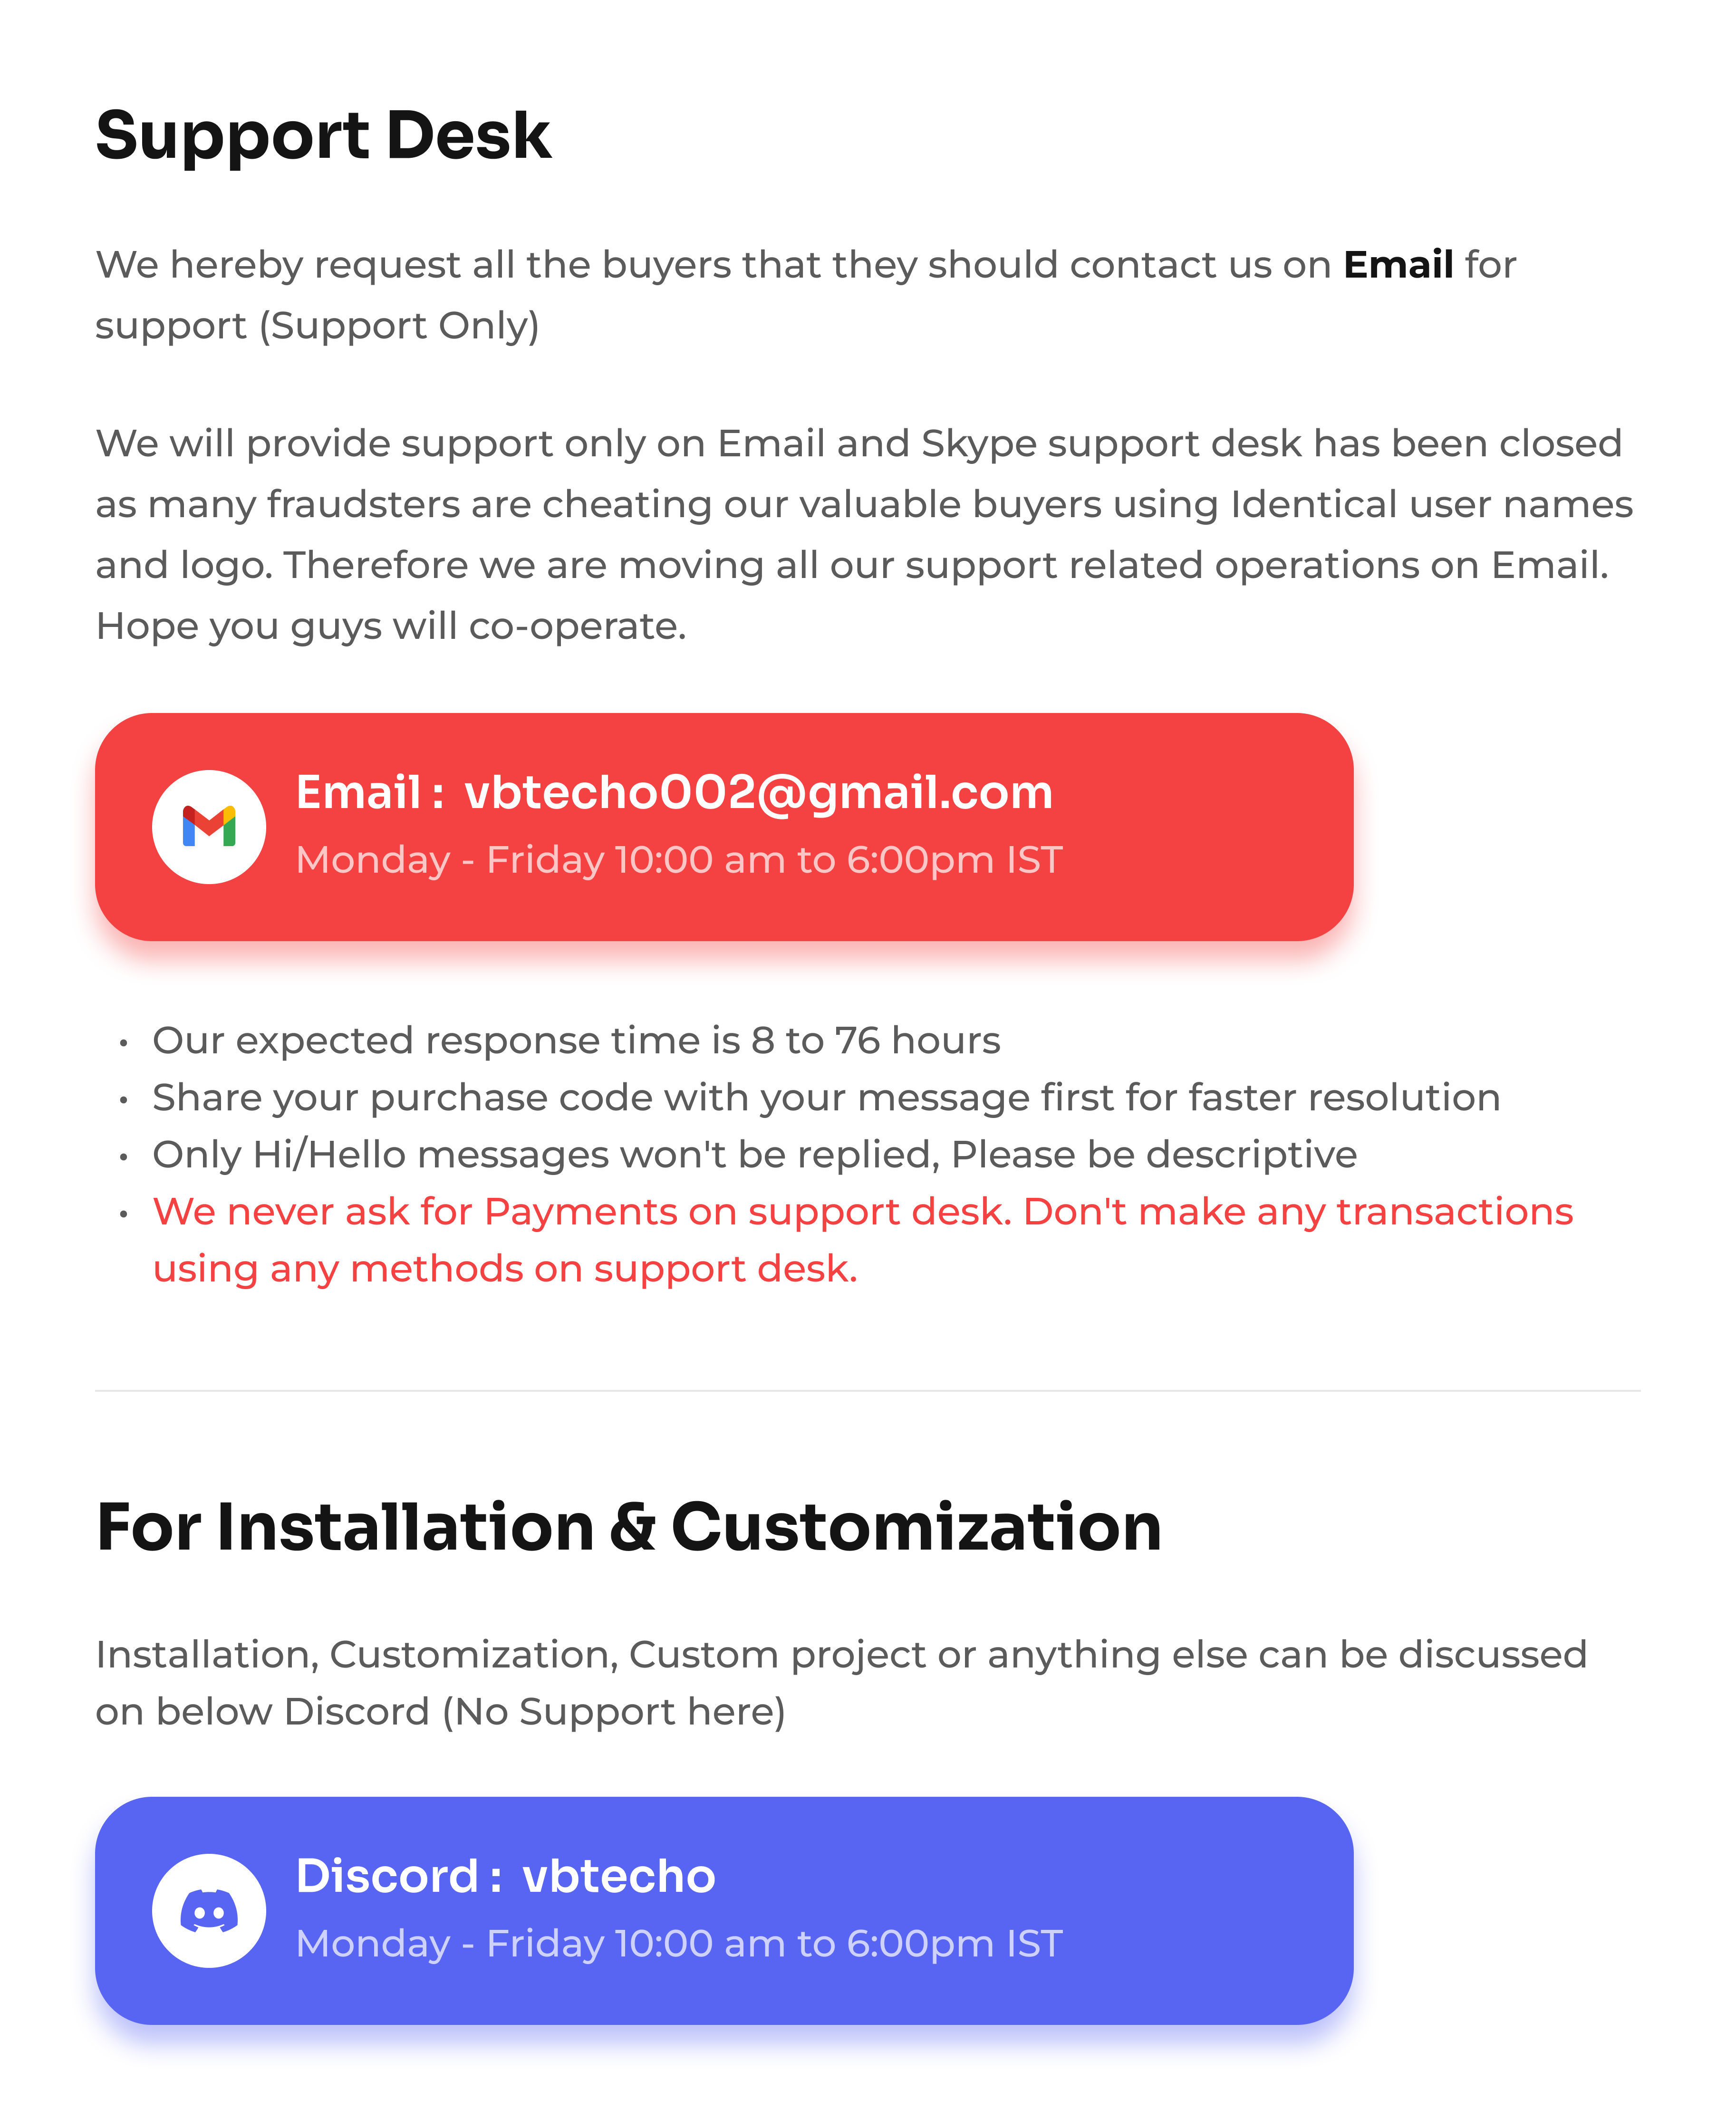 Support Desk
We hereby request all the buyers that they should contact us on Email for
support (Support Only)
We will provide support only on Email and Skype support desk has been closed
as many fraudsters are cheating our valuable buyers using Identical user names
and logo. Therefore we are moving all our support related operations on Email.
Hope you guys will co-operate.
Email : vbtecho002@gmail.com
Monday - Friday 10:00 am to 6:00pm IST
• Our expected response time is 8 to 76 hours
• Share your purchase code with your message first for faster resolution
• Only Hi/Hello messages won't be replied, Please be descriptive
• We never ask for Payments on support desk. Don't make any transactions
using any methods on support desk.
For Installation & Customization
Installation, Customization, Custom project or anything else can be discussed
on below Discord (No Support here)
Discord : vbtecho
Monday - Friday 10:00 am to 6:00pm IST